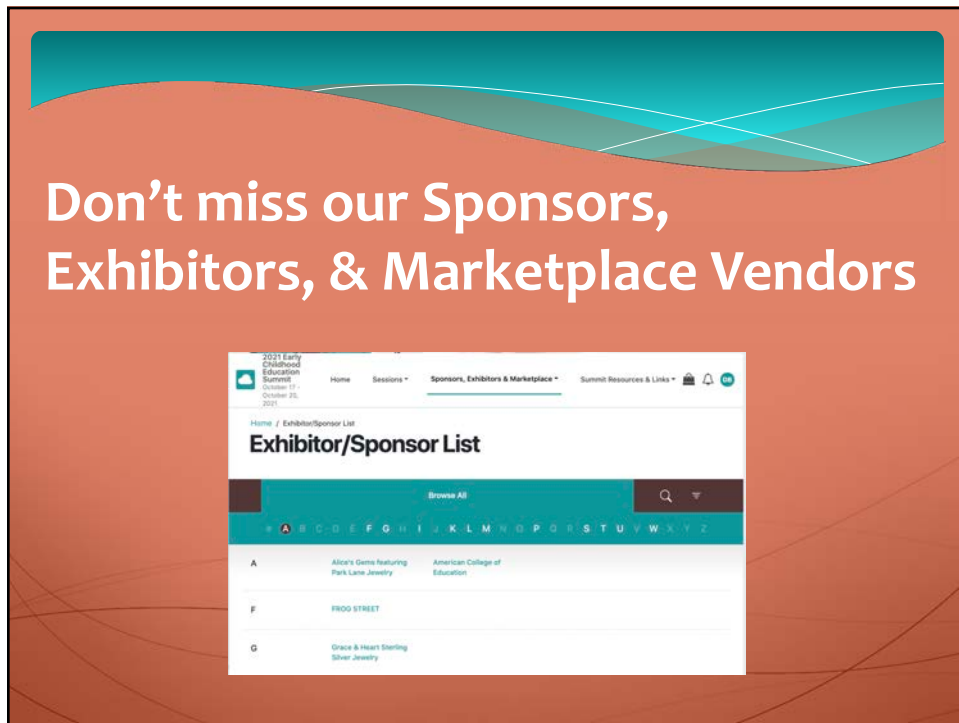 Don't miss our Sponsors,
Exhibitors, & Marketplace Vendors
2021 Early
Childhood
Education
Summit
October 17 -
October 25,
2021
Home
Sessions
Sponsors, Exhibitors & Marketplace
Summit Resources & Links
Home / Exhibitor/Sponsor List
Exhibitor/Sponsor List
Browse All
# A B C D E F G H I J K L M N O P Q R S T U V W X Y Z
A
Alice's Gems featuring
Park Lane Jewelry
American College of
Education
F
FROG STREET
G
Grace & Heart Sterling
Silver Jewelry